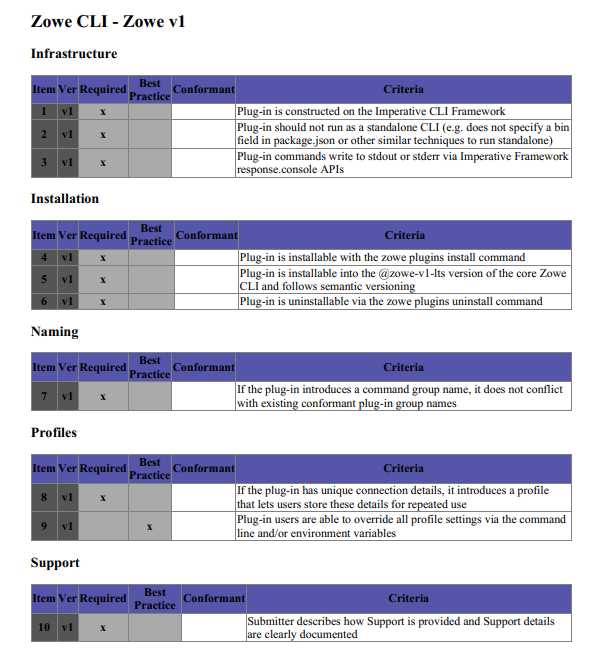 Zowe CLI - Zowe v1
Infrastructure
Item Ver Required Best Practice Conformant Criteria
1 v1 x Plug-in is constructed on the Imperative CLI Framework
2 v1 x Plug-in should not run as a standalone CLI (e.g. does not specify a bin
field in package.json or other similar techniques to run standalone)
3 v1 x Plug-in commands write to stdout or stderr via Imperative Framework
response.console APIs
Installation
Item Ver Required Best Practice Conformant Criteria
4 v1 x Plug-in is installable with the zowe plugins install command
5 v1 x Plug-in is installable into the @zowe-v1-lts version of the core Zowe
CLI and follows semantic versioning
6 v1 x Plug-in is uninstallable via the zowe plugins uninstall command
Naming
Item Ver Required Best Practice Conformant Criteria
7 v1 x If the plug-in introduces a command group name, it does not conflict
with existing conformant plug-in group names
Profiles
Item Ver Required Best Practice Conformant Criteria
8 v1 x If the plug-in has unique connection details, it introduces a profile
that lets users store these details for repeated use
9 v1 x Plug-in users are able to override all profile settings via the command
line and/or environment variables
Support
Item Ver Required Best Practice Conformant Criteria
10 v1 x Submitter describes how Support is provided and Support details
are clearly documented